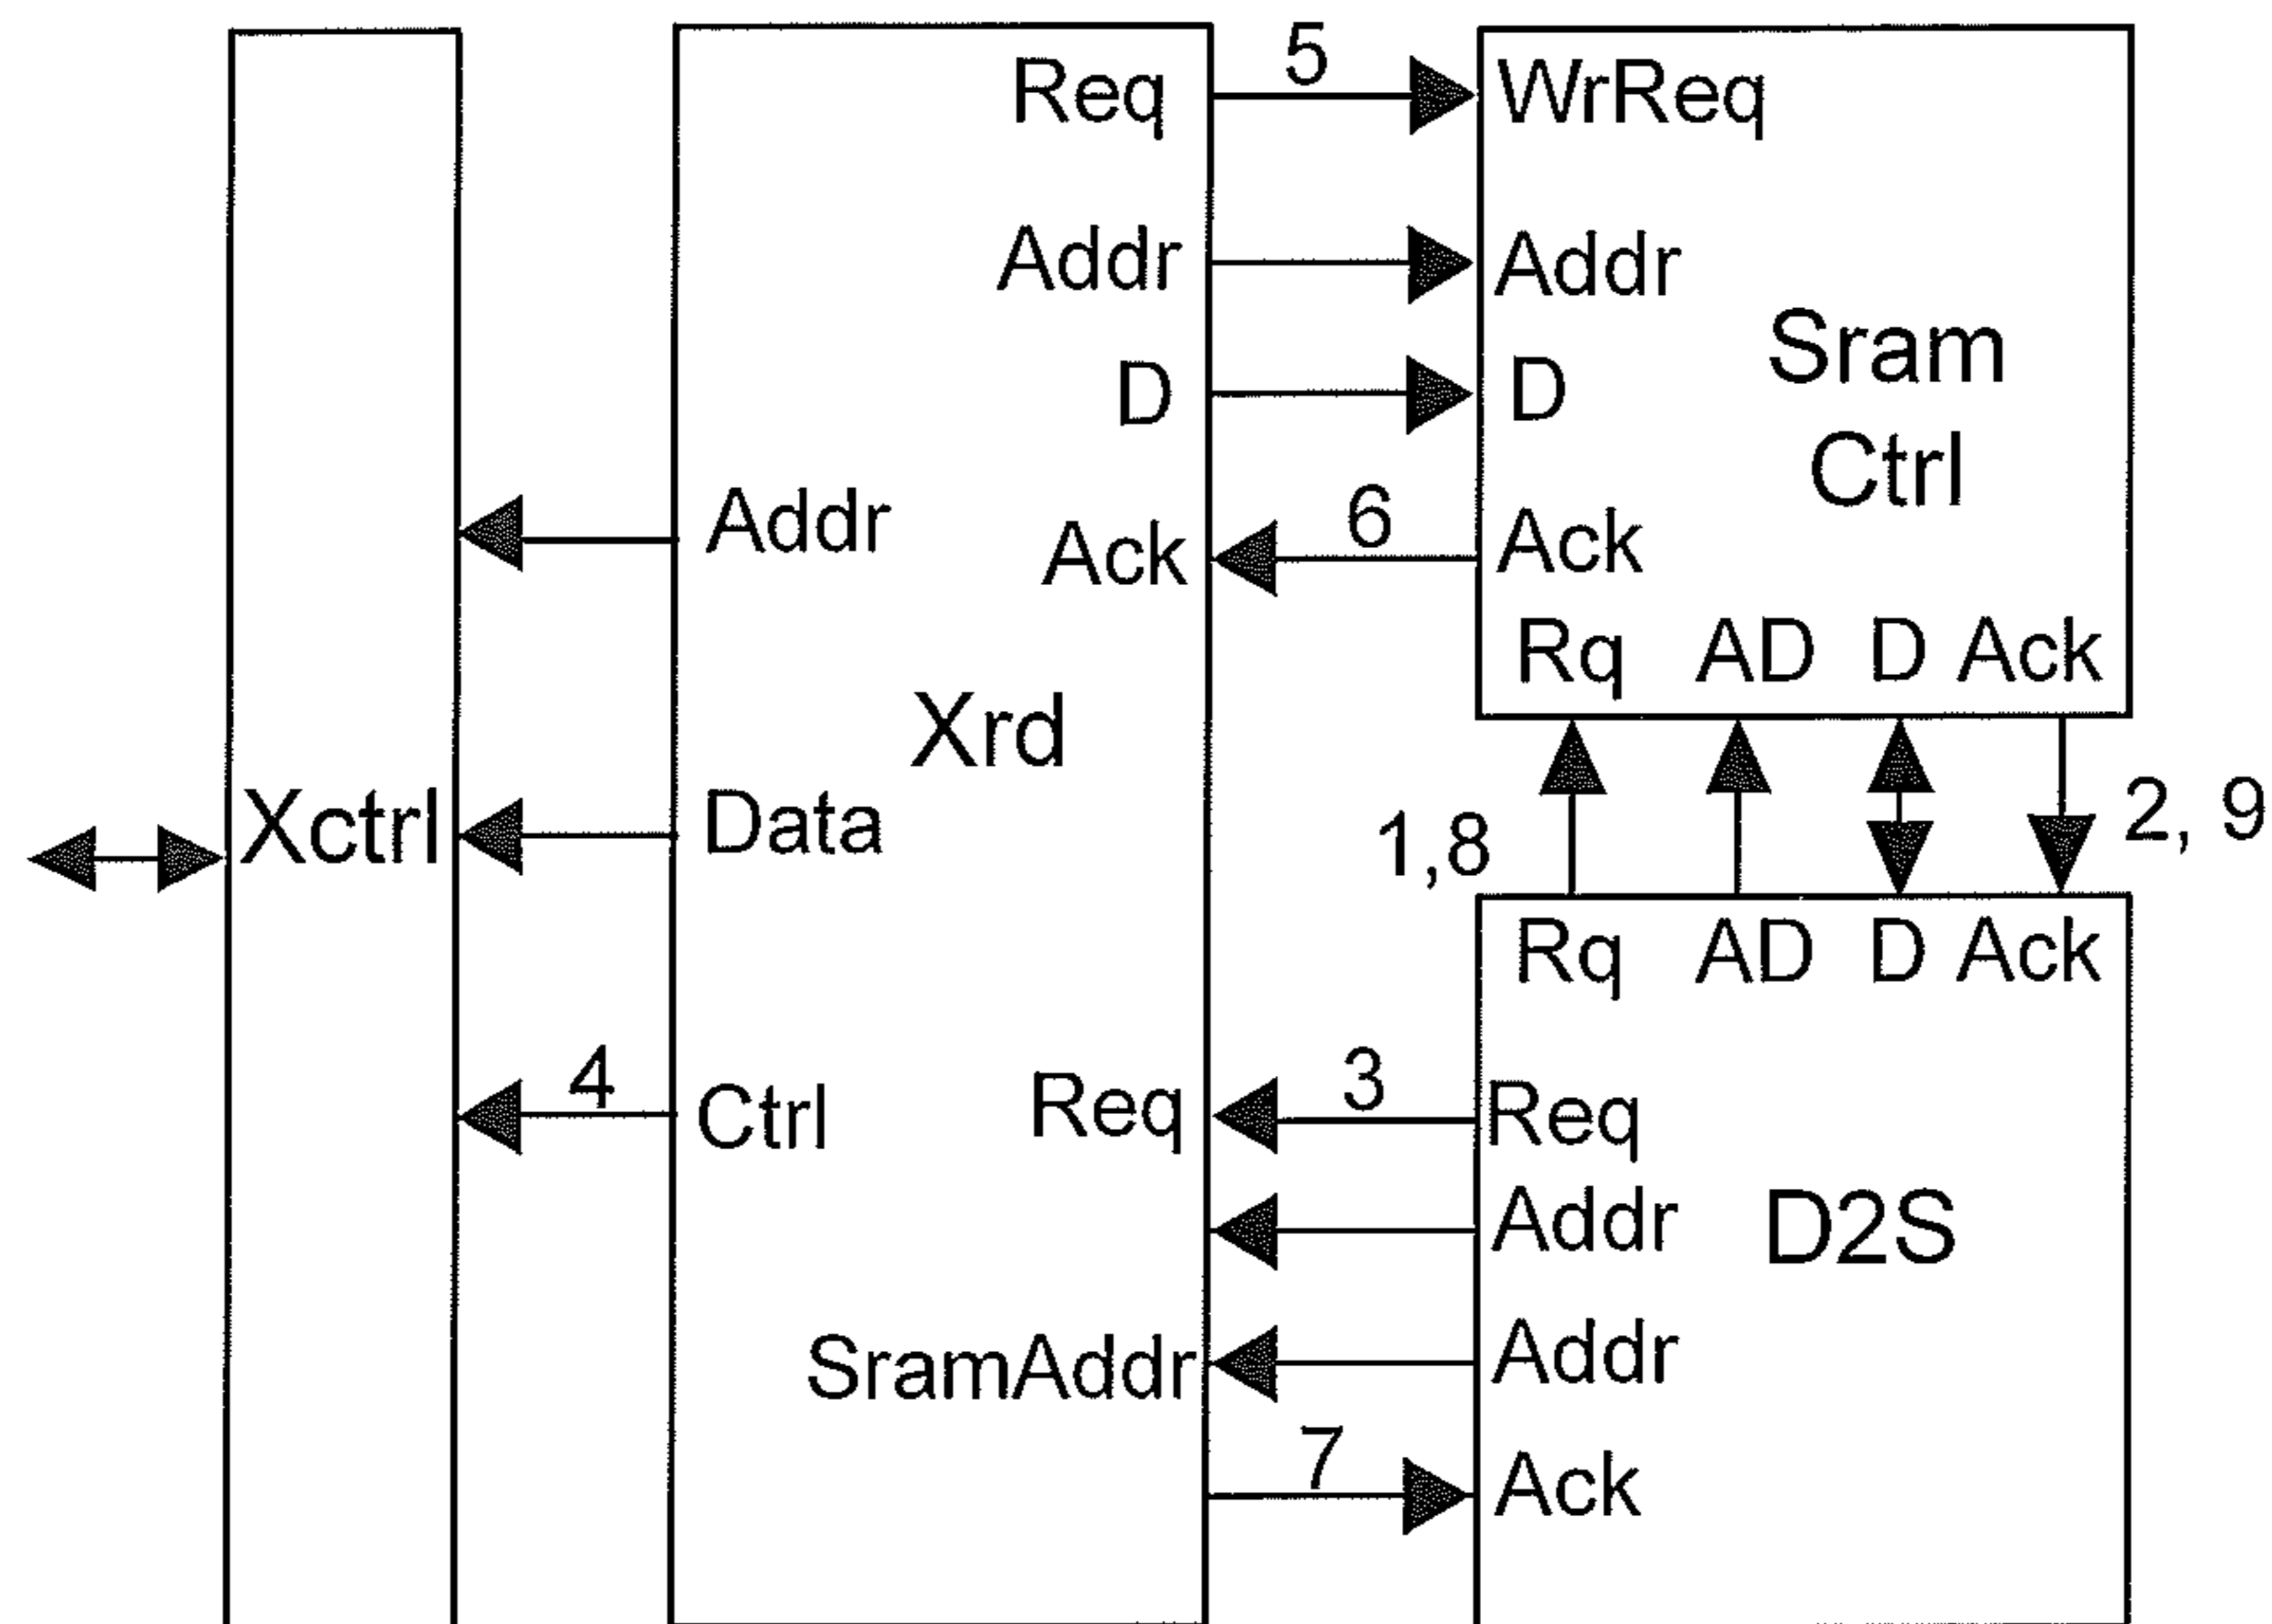 Req 5 WrReq
Addr Addr
D D
Sram
Ctrl
Addr Ack 6 Ack
Rq AD D Ack
Xrd
Xctrl Data 1,8 2, 9
Rq AD D Ack
4 Ctrl Req 3 Req
Addr D2S
SramAddr Addr
7 Ack